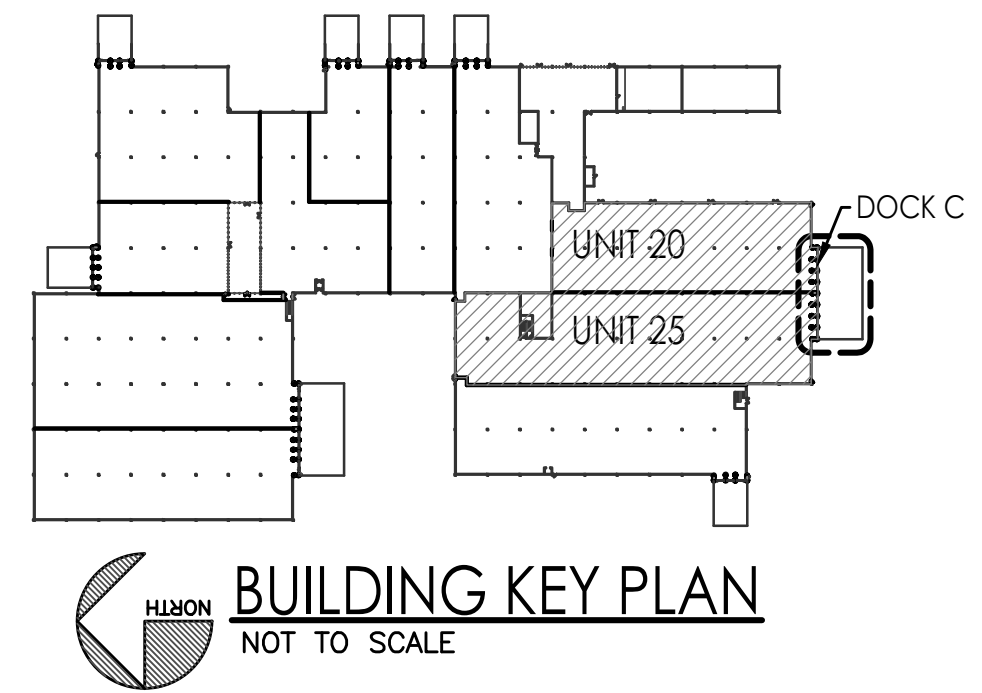 DOCK C
UNIT 20
UNIT 25
NORTH
BUILDING KEY PLAN
NOT TO SCALE